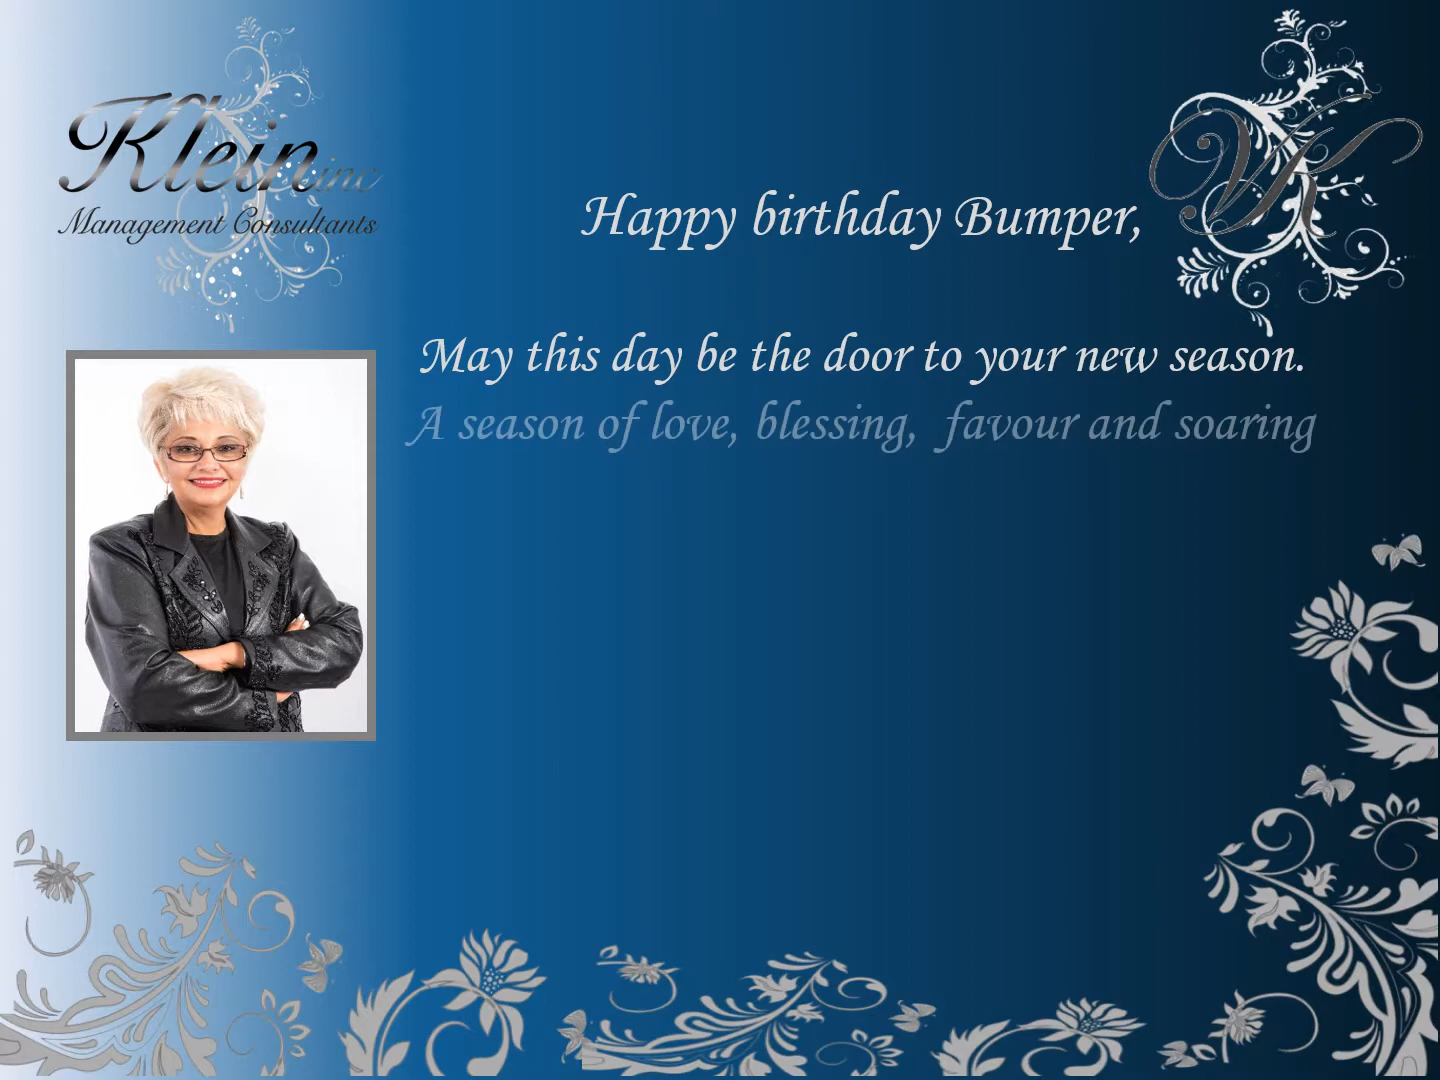 Klein inc
Management Consultants
VK
Happy birthday Bumper,
May this day be the door to your new season.
A season of love, blessing,  favour and soaring